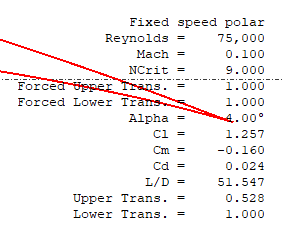 Fixed speed polar
Reynolds = 75,000
Mach = 0.100
NCrit = 9.000
Forced Upper Trans. = 1.000
Forced Lower Trans. = 1.000
Alpha = 4.00°
Cl = 1.257
Cm = -0.160
Cd = 0.024
L/D = 51.547
Upper Trans. = 0.528
Lower Trans. = 1.000